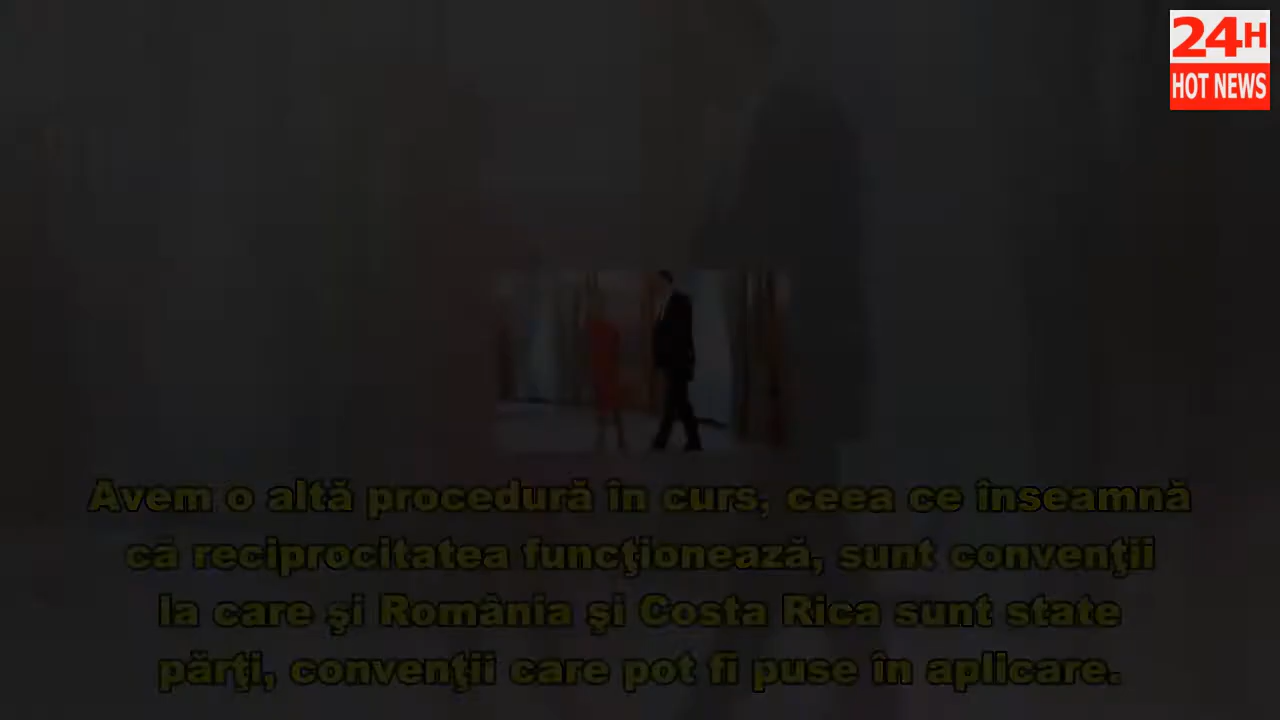 24H
HOT NEWS
Avem o altă procedură în curs, ceea ce înseamnă
că reciprocitatea funcţionează, sunt convenţii
la care şi România şi Costa Rica sunt state
părţi, convenţii care pot fi puse în aplicare.